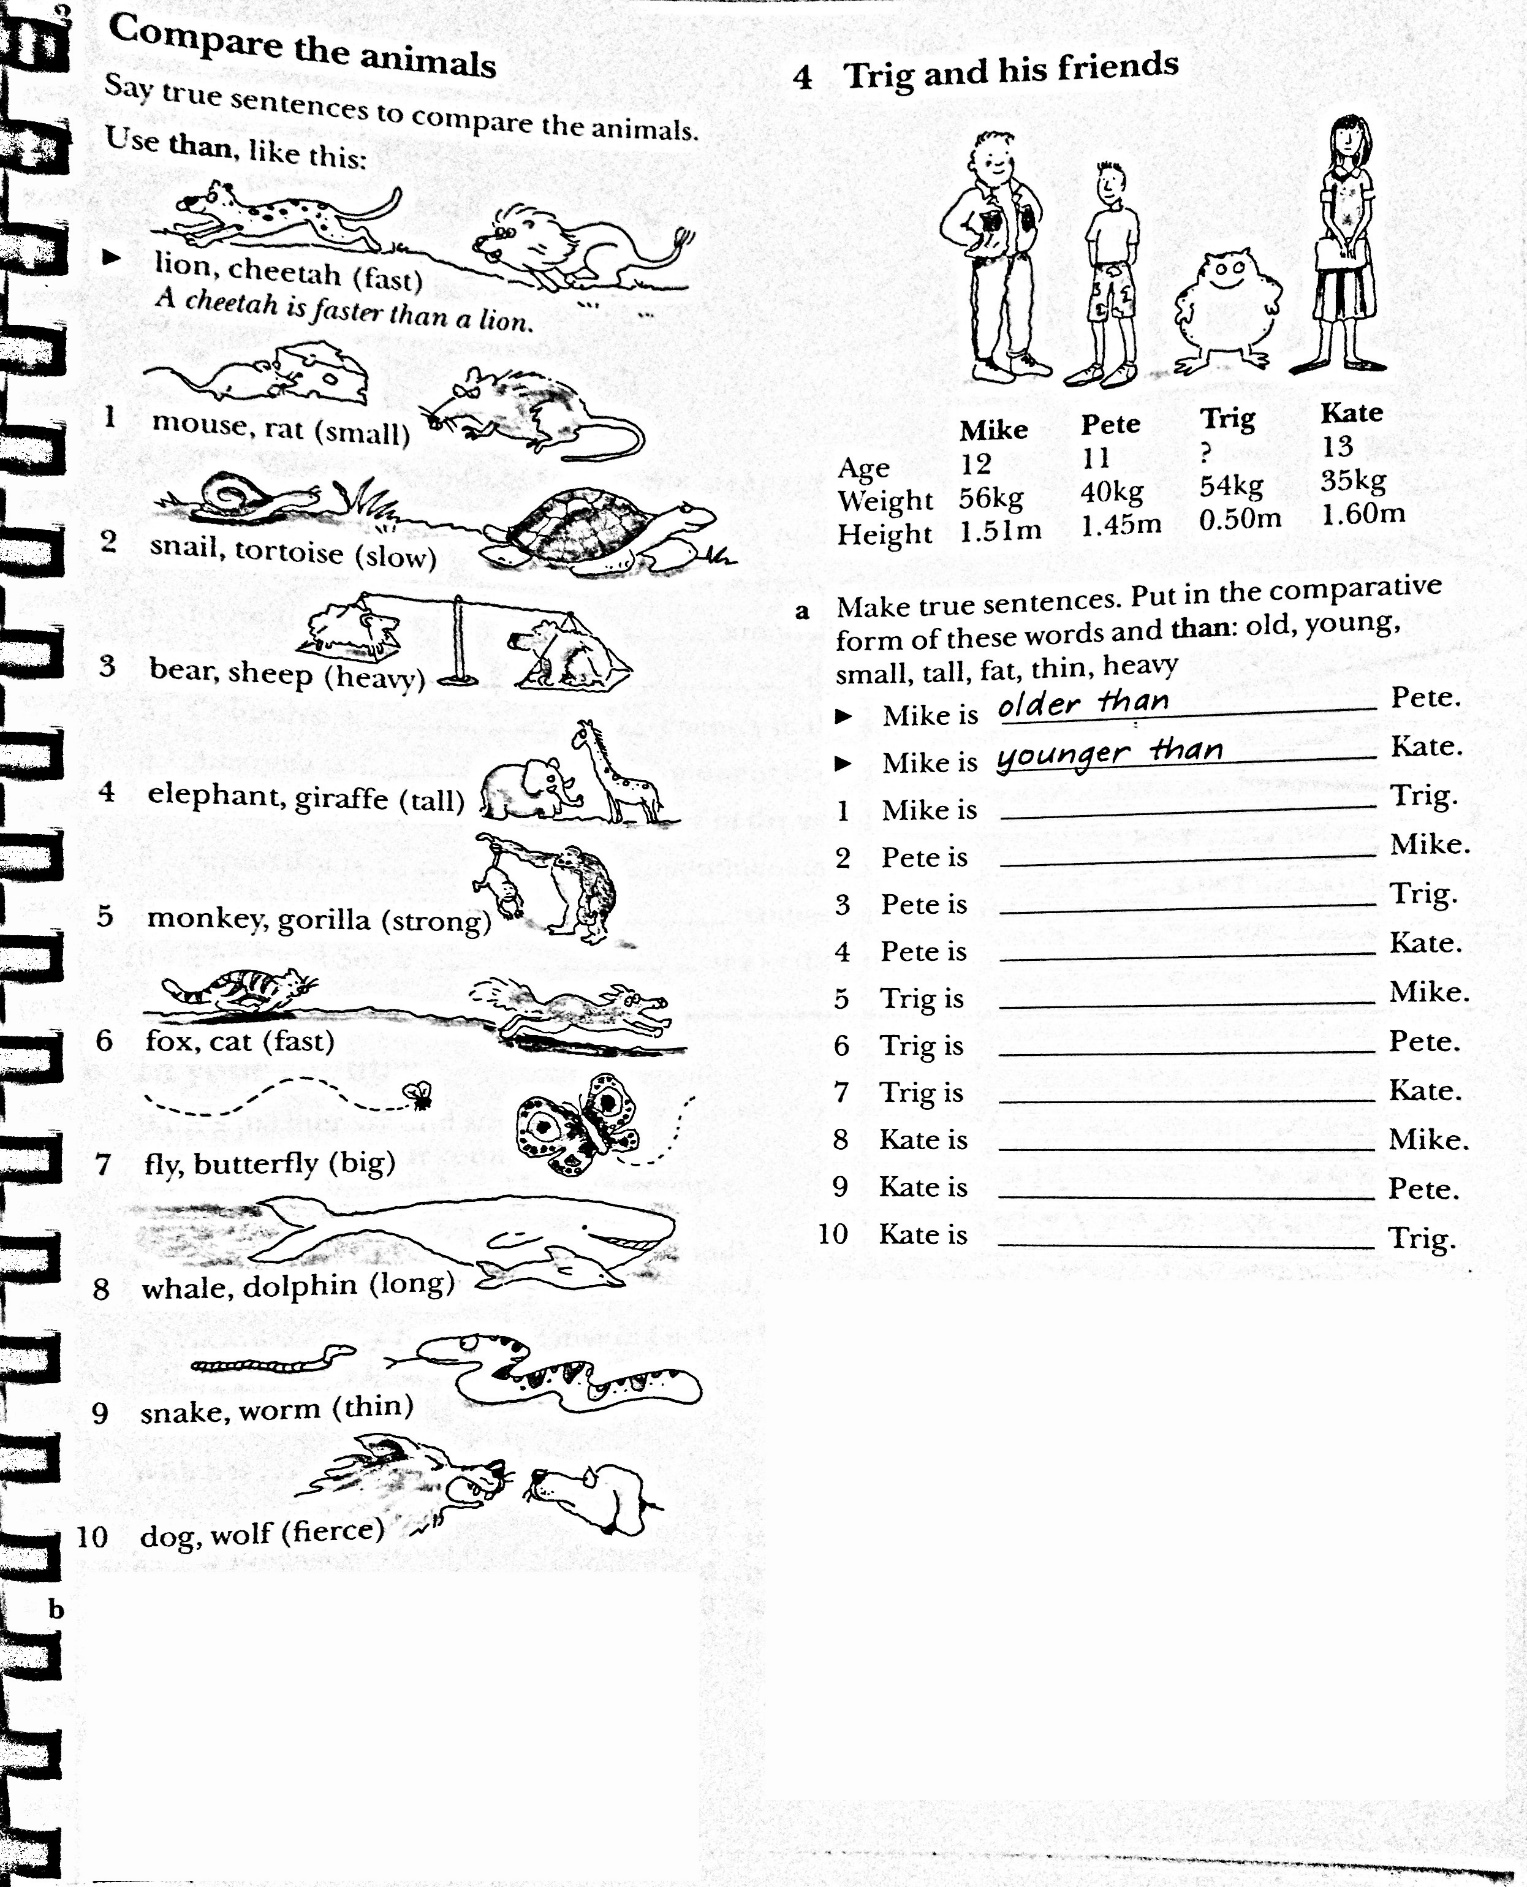 3
Compare the animals
Say true sentences to compare the animals.
Use than, like this:
► lion, cheetah (fast)
A cheetah is faster than a lion.
1 mouse, rat (small)
2 snail, tortoise (slow)
3 bear, sheep (heavy)
4 elephant, giraffe (tall)
5 monkey, gorilla (strong)
6 fox, cat (fast)
7 fly, butterfly (big)
8 whale, dolphin (long)
9 snake, worm (thin)
10 dog, wolf (fierce)
b
4 Trig and his friends
Mike Pete Trig Kate
Age 12 11 ? 13
Weight 56kg 40kg 54kg 35kg
Height 1.51m 1.45m 0.50m 1.60m
a Make true sentences. Put in the comparative
form of these words and than: old, young,
small, tall, fat, thin, heavy
► Mike is older than Pete.
► Mike is younger than Kate.
1 Mike is Trig.
2 Pete is Mike.
3 Pete is Trig.
4 Pete is Kate.
5 Trig is Mike.
6 Trig is Pete.
7 Trig is Kate.
8 Kate is Mike.
9 Kate is Pete.
10 Kate is Trig.